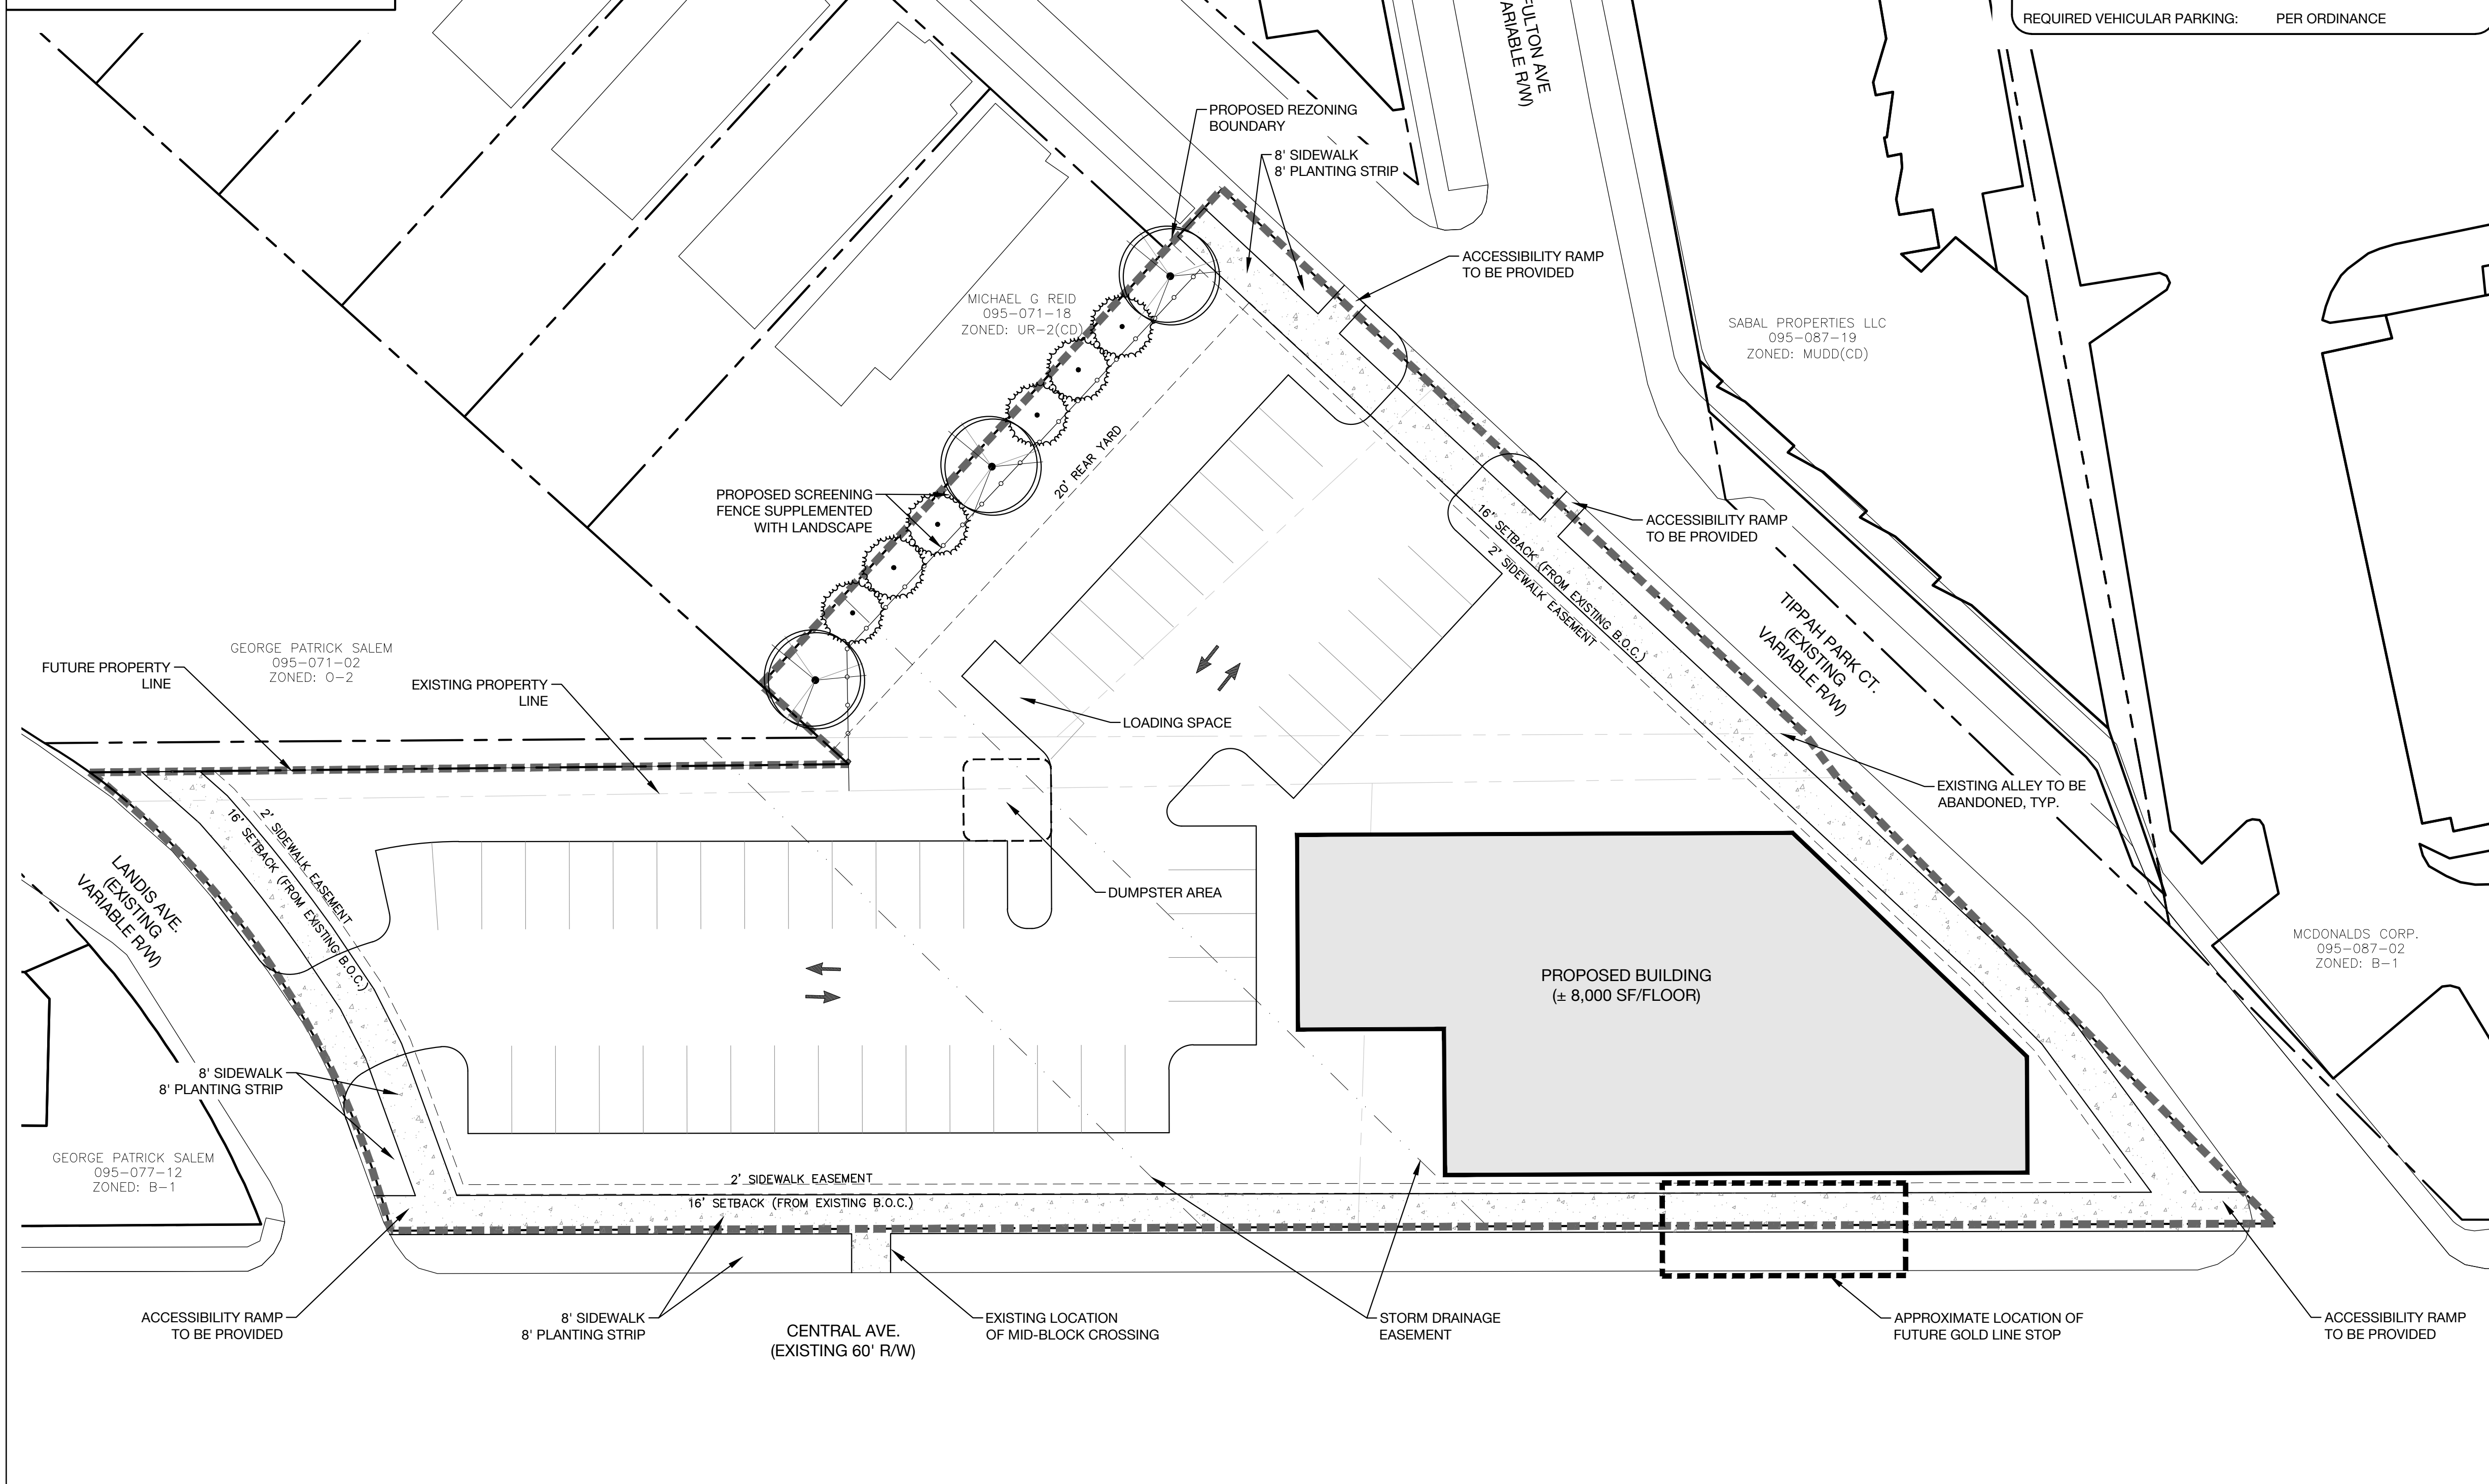 REQUIRED VEHICULAR PARKING: PER ORDINANCE
FULTON AVE
VARIABLE R/W)
PROPOSED REZONING
BOUNDARY
8' SIDEWALK
8' PLANTING STRIP
ACCESSIBILITY RAMP
TO BE PROVIDED
MICHAEL G REID
095-071-18
ZONED: UR-2(CD)
SABAL PROPERTIES LLC
095-087-19
ZONED: MUDD(CD)
20' REAR YARD
PROPOSED SCREENING
FENCE SUPPLEMENTED
WITH LANDSCAPE
ACCESSIBILITY RAMP
TO BE PROVIDED
16' SETBACK (FROM EXISTING B.O.C.)
2' SIDEWALK EASEMENT
TIPPAH PARK CT.
(EXISTING
VARIABLE R/W)
GEORGE PATRICK SALEM
095-071-02
ZONED: O-2
FUTURE PROPERTY
LINE
EXISTING PROPERTY
LINE
LOADING SPACE
EXISTING ALLEY TO BE
ABANDONED, TYP.
2' SIDEWALK EASEMENT
16' SETBACK (FROM EXISTING B.O.C.)
LANDIS AVE.
(EXISTING
VARIABLE R/W)
DUMPSTER AREA
PROPOSED BUILDING
(± 8,000 SF/FLOOR)
MCDONALDS CORP.
095-087-02
ZONED: B-1
8' SIDEWALK
8' PLANTING STRIP
GEORGE PATRICK SALEM
095-077-12
ZONED: B-1
2' SIDEWALK EASEMENT
16' SETBACK (FROM EXISTING B.O.C.)
ACCESSIBILITY RAMP
TO BE PROVIDED
8' SIDEWALK
8' PLANTING STRIP
CENTRAL AVE.
(EXISTING 60' R/W)
EXISTING LOCATION
OF MID-BLOCK CROSSING
STORM DRAINAGE
EASEMENT
APPROXIMATE LOCATION OF
FUTURE GOLD LINE STOP
ACCESSIBILITY RAMP
TO BE PROVIDED